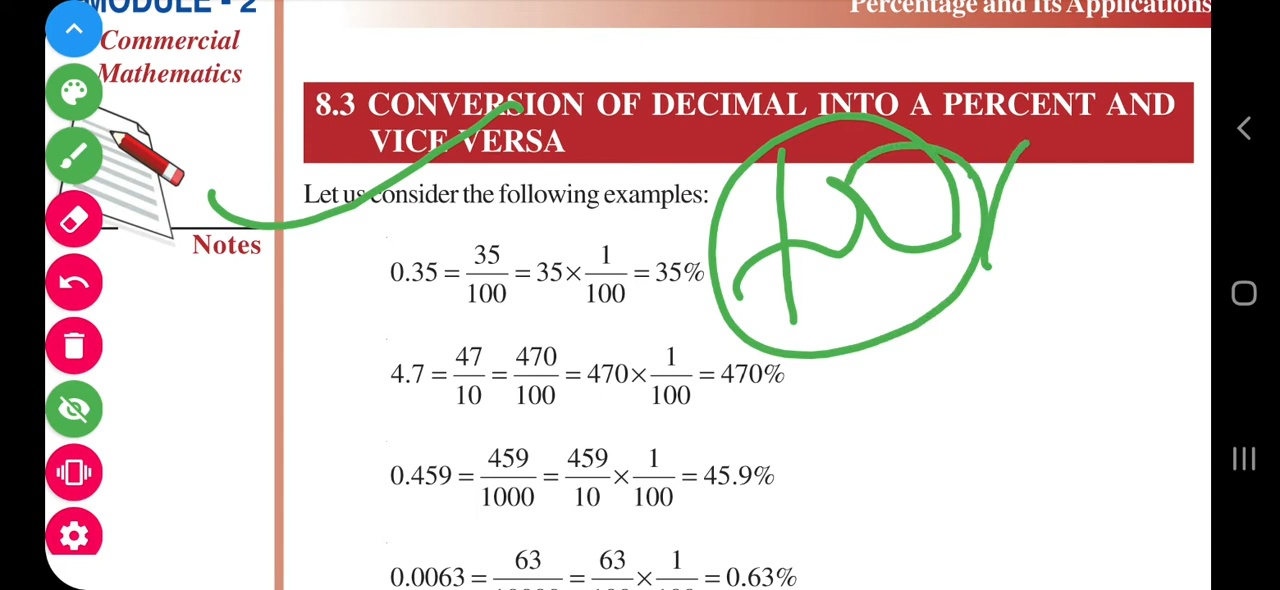 MODULE - 2
Percentage and Its Applications
Commercial
Mathematics
8.3 CONVERSION OF DECIMAL INTO A PERCENT AND
VICE VERSA
Let us consider the following examples:
Notes
0.35 = 35/100 = 35 × 1/100 = 35%
4.7 = 47/10 = 470/100 = 470 × 1/100 = 470%
0.459 = 459/1000 = 459/10 × 1/100 = 45.9%
0.0063 = 63/10000 = 63/100 × 1/100 = 0.63%